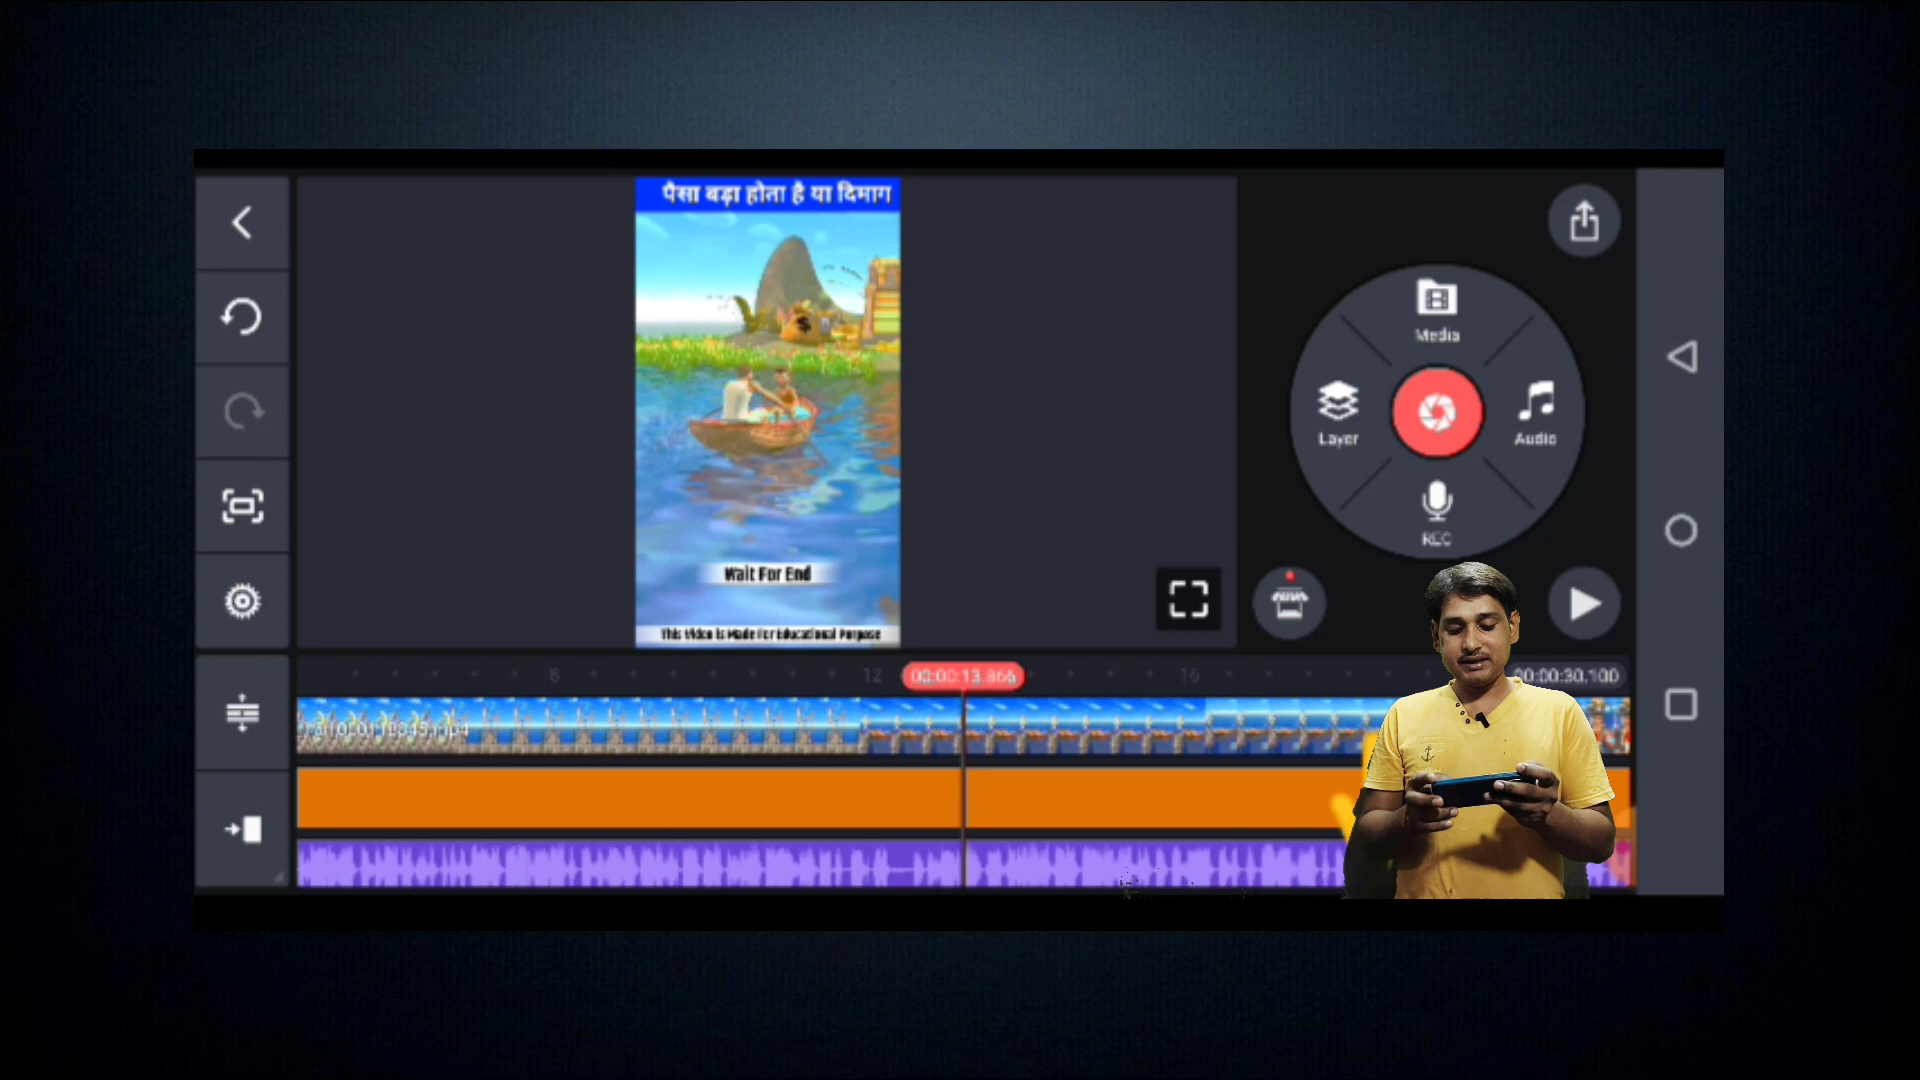 पैसा बड़ा होता है या दिमाग
Media
Layer
Audio
REC
Wait For End
This Video is Made For Educational Purpose
8
12
00:00:13.866
16
00:00:30.100